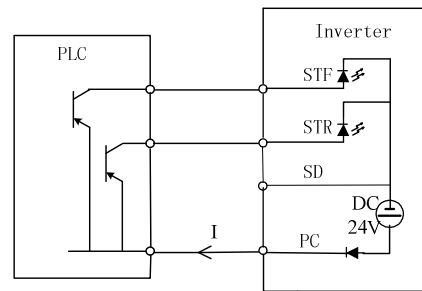 PLC
Inverter
STF
STR
SD
DC
24V
I
PC